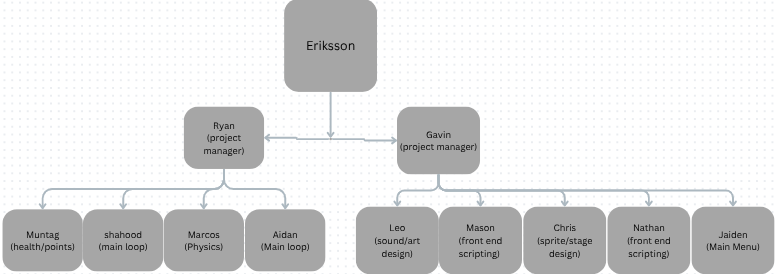 Eriksson
Ryan
(project
manager)
Gavin
(project manager)
Muntag
(health/points)
shahood
(main loop)
Marcos
(Physics)
Aidan
(Main loop)
Leo
(sound/art
design)
Mason
(front end
scripting)
Chris
(sprite/stage
design)
Nathan
(front end
scripting)
Jaiden
(Main Menu)